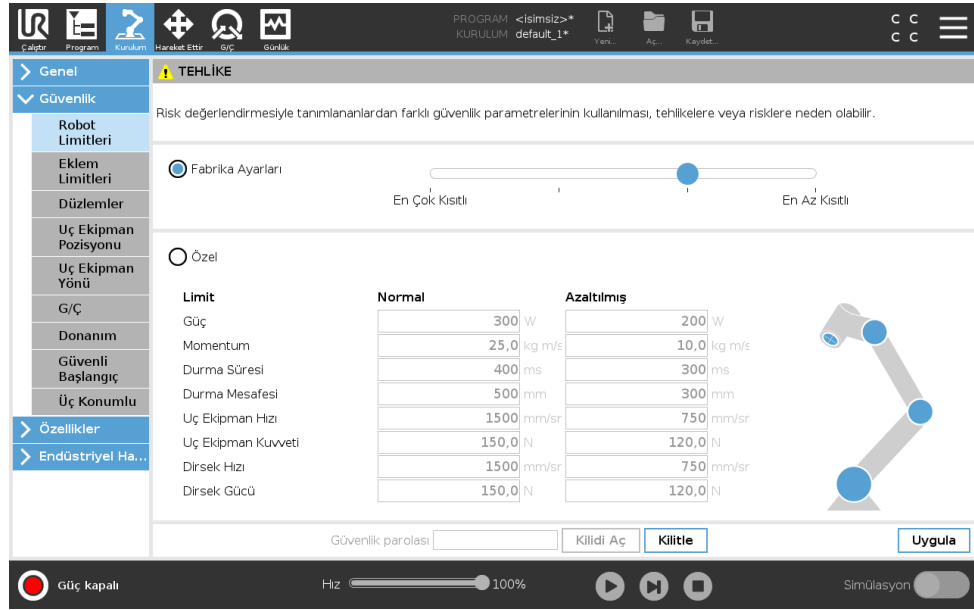 UR
PROGRAM <isimsiz>*
KURULUM default_1*
Çalıştır Program Kurulum Hareket Ettir G/Ç Günlük Yeni... Aç... Kaydet...
C C
C C
Genel
Güvenlik
Robot
Limitleri
Eklem
Limitleri
Düzlemler
Uç Ekipman
Pozisyonu
Uç Ekipman
Yönü
G/Ç
Donanım
Güvenli
Başlangıç
Üç Konumlu
Özellikler
Endüstriyel Ha...
TEHLİKE
Risk değerlendirmesiyle tanımlananlardan farklı güvenlik parametrelerinin kullanılması, tehlikelere veya risklere neden olabilir.
Fabrika Ayarları
En Çok Kısıtlı En Az Kısıtlı
Özel
Limit Normal Azaltılmış
Güç 300 W 200 W
Momentum 25,0 kg m/s 10,0 kg m/s
Durma Süresi 400 ms 300 ms
Durma Mesafesi 500 mm 300 mm
Uç Ekipman Hızı 1500 mm/sr 750 mm/sr
Uç Ekipman Kuvveti 150,0 N 120,0 N
Dirsek Hızı 1500 mm/sr 750 mm/sr
Dirsek Gücü 150,0 N 120,0 N
Güvenlik parolası Kilidi Aç Kilitle Uygula
Güç kapalı Hız 100% Simülasyon